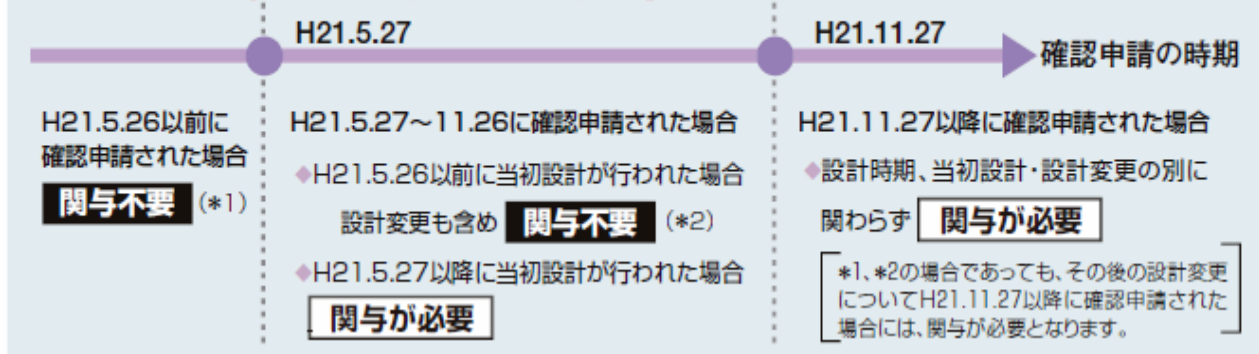 H21.5.27
H21.11.27
確認申請の時期
H21.5.26以前に
確認申請された場合
関与不要 (*1)
H21.5.27～11.26に確認申請された場合
◆H21.5.26以前に当初設計が行われた場合
設計変更も含め 関与不要 (*2)
◆H21.5.27以降に当初設計が行われた場合
関与が必要
H21.11.27以降に確認申請された場合
◆設計時期、当初設計・設計変更の別に
関わらず 関与が必要
*1、*2の場合であっても、その後の設計変更
についてH21.11.27以降に確認申請された
場合には、関与が必要となります。